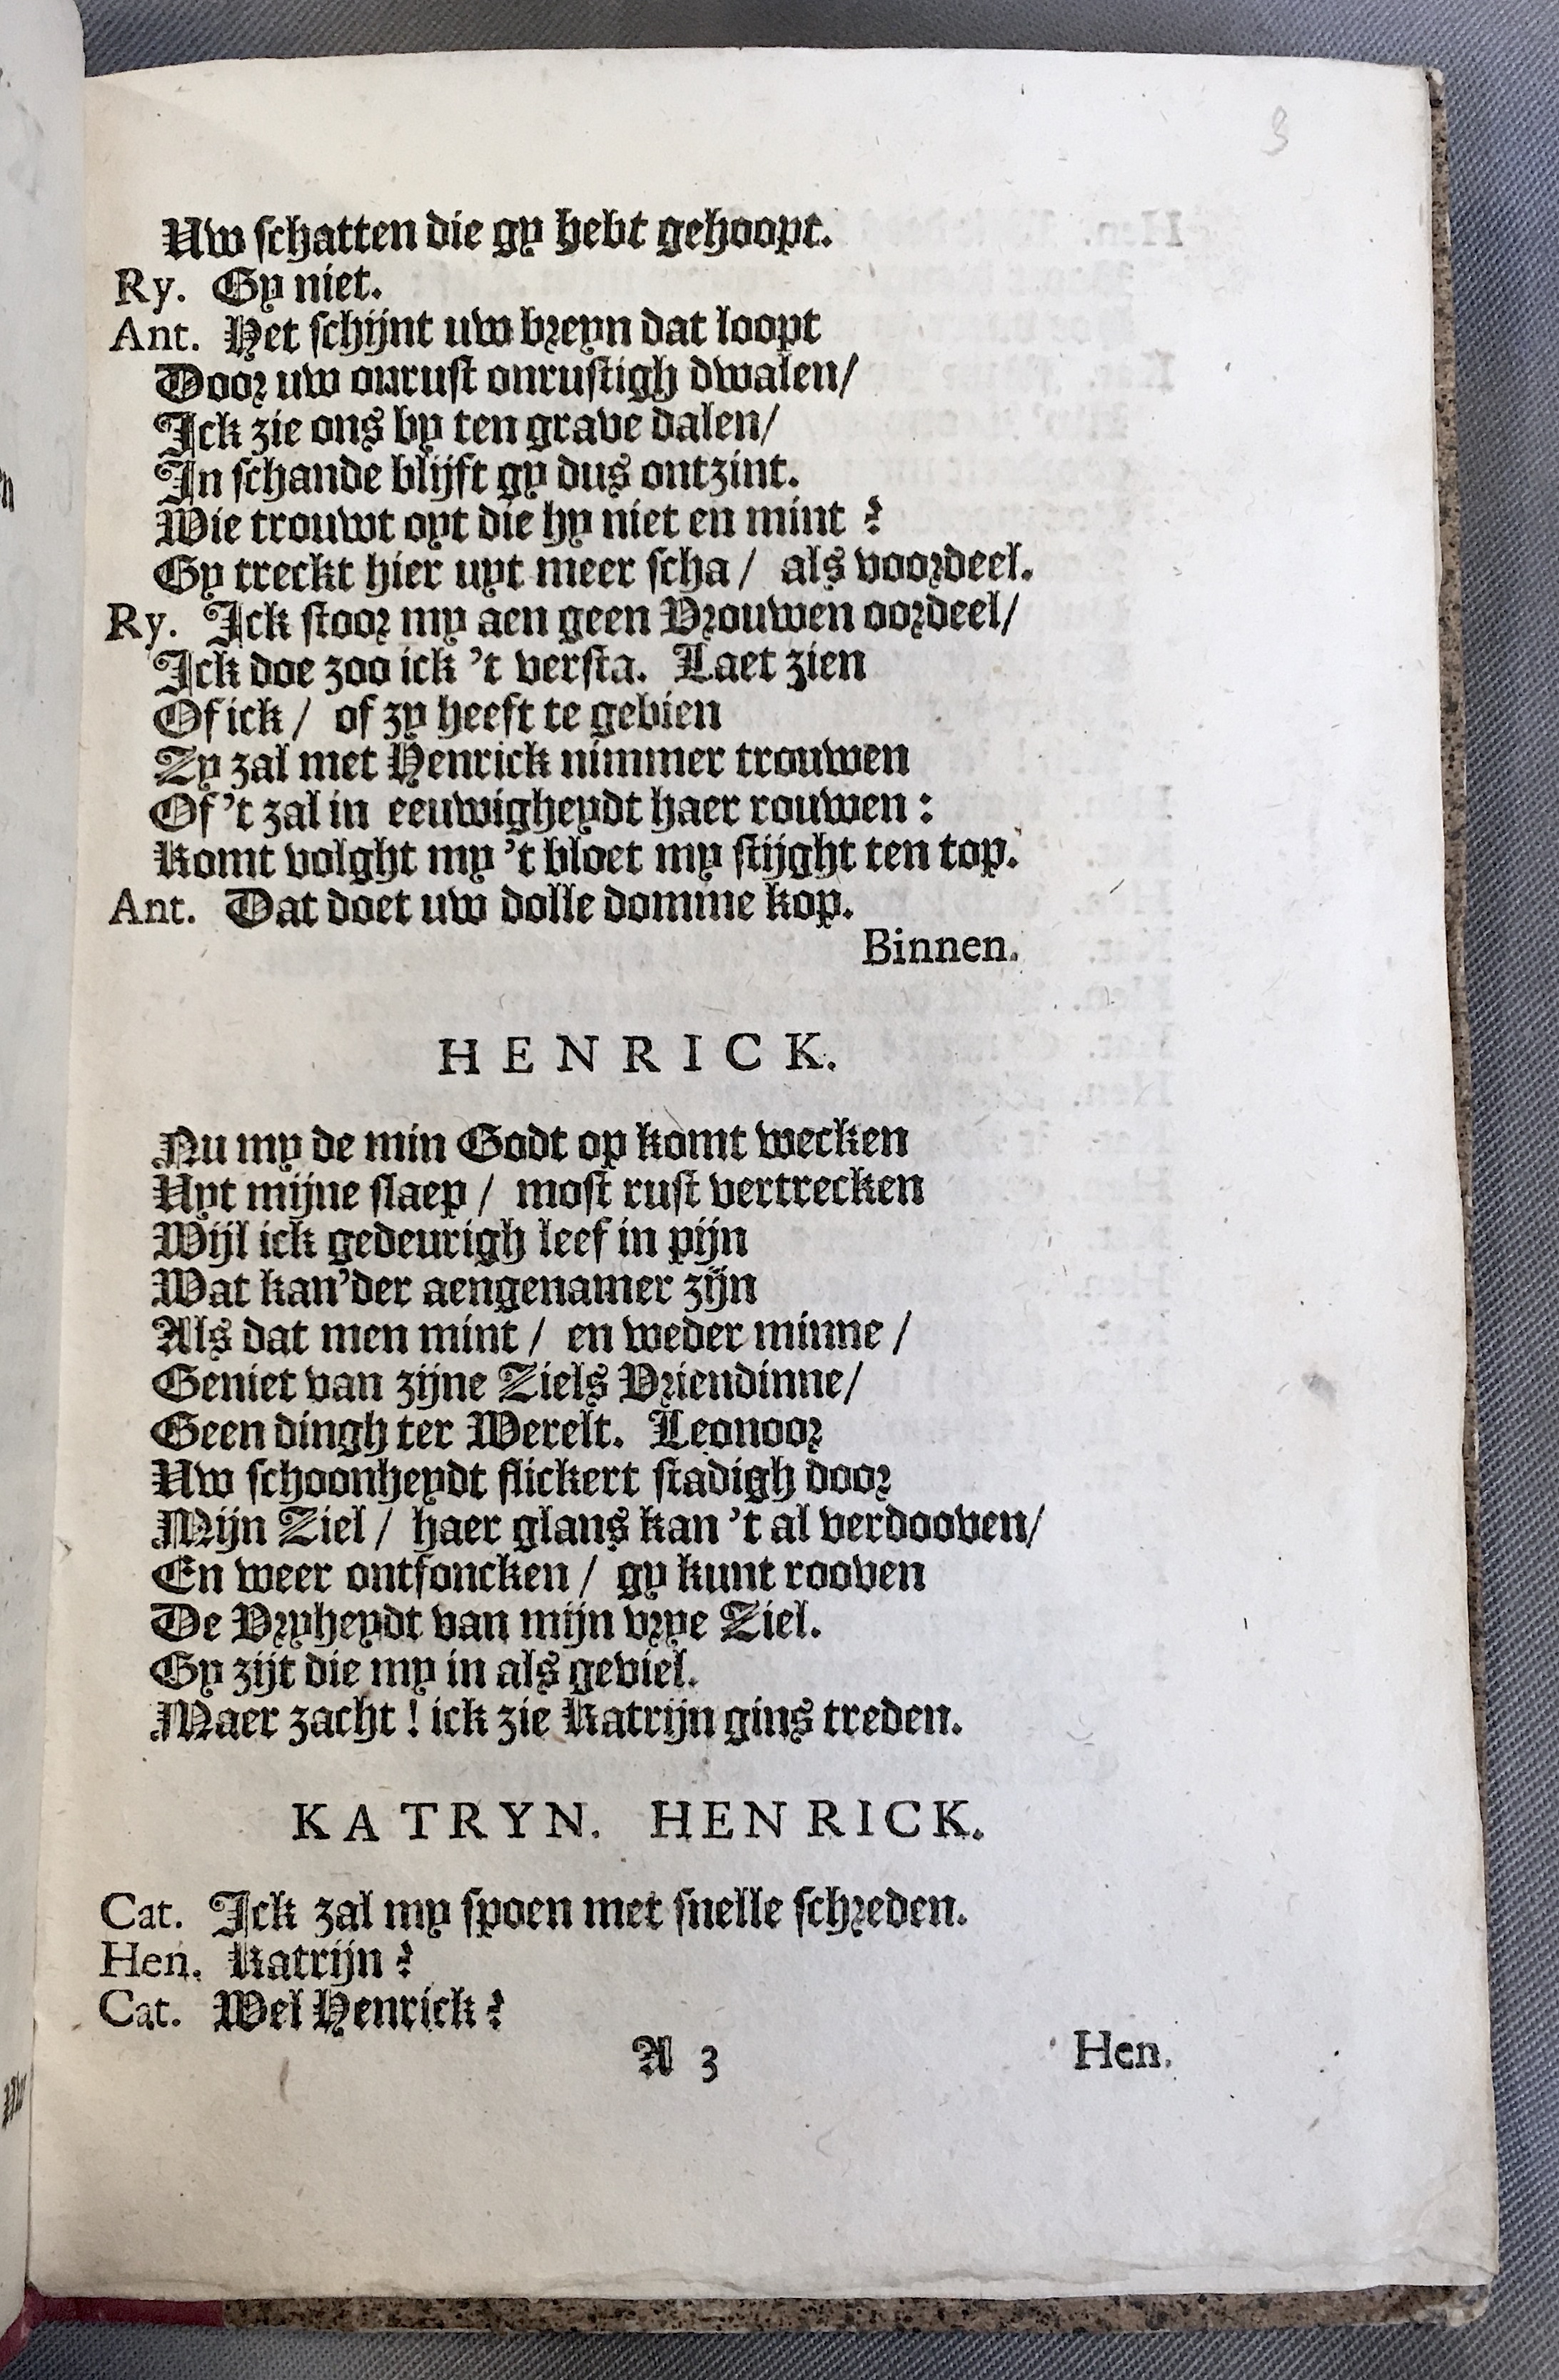 3
Uw schatten die gy hebt gehoopt.
Ry. Gy niet.
Ant. Het schijnt uw breyn dat loopt
Door uw onrust onrustigh dwalen/
Ick zie ons by ten grave dalen/
In schande blijft gy dus ontzint.
Wie trouwt oyt die hy niet en mint?
Gy treckt hier uyt meer scha/ als voordeel.
Ry. Ick stoor my aen geen Vrouwen oordeel/
Ick doe zoo ick 't versta. Laet zien
Of ick/ of zy heeft te gebien
Zy zal met Henrick nimmer trouwen
Of 't zal in eeuwigheydt haer rouwen:
Komt volght my 't bloet my stijght ten top.
Ant. Dat doet uw dolle domme kop.
Binnen.
HENRICK.
Nu my de min Godt op komt wecken
Uyt mijne slaep/ most rust vertrecken
Wijl ick gedeurigh leef in pijn
Wat kan'der aengenamer zijn
Als dat men mint/ en weder minne/
Geniet van zijne Ziels Vriendinne/
Geen dingh ter Werelt. Leonoor
Uw schoonheydt flickert stadigh door
Mijn Ziel/ haer glans kan 't al verdooven/
En weer ontfoncken/ gy kunt rooven
De Vryheydt van mijn vrye Ziel.
Gy zijt die my in als geviel.
Maer zacht! ick zie Katrijn gins treden.
KATRYN. HENRICK.
Cat. Ick zal my spoen met snelle schreden.
Hen. Katrijn?
Cat. Wel Henrick?
A 3 Hen.